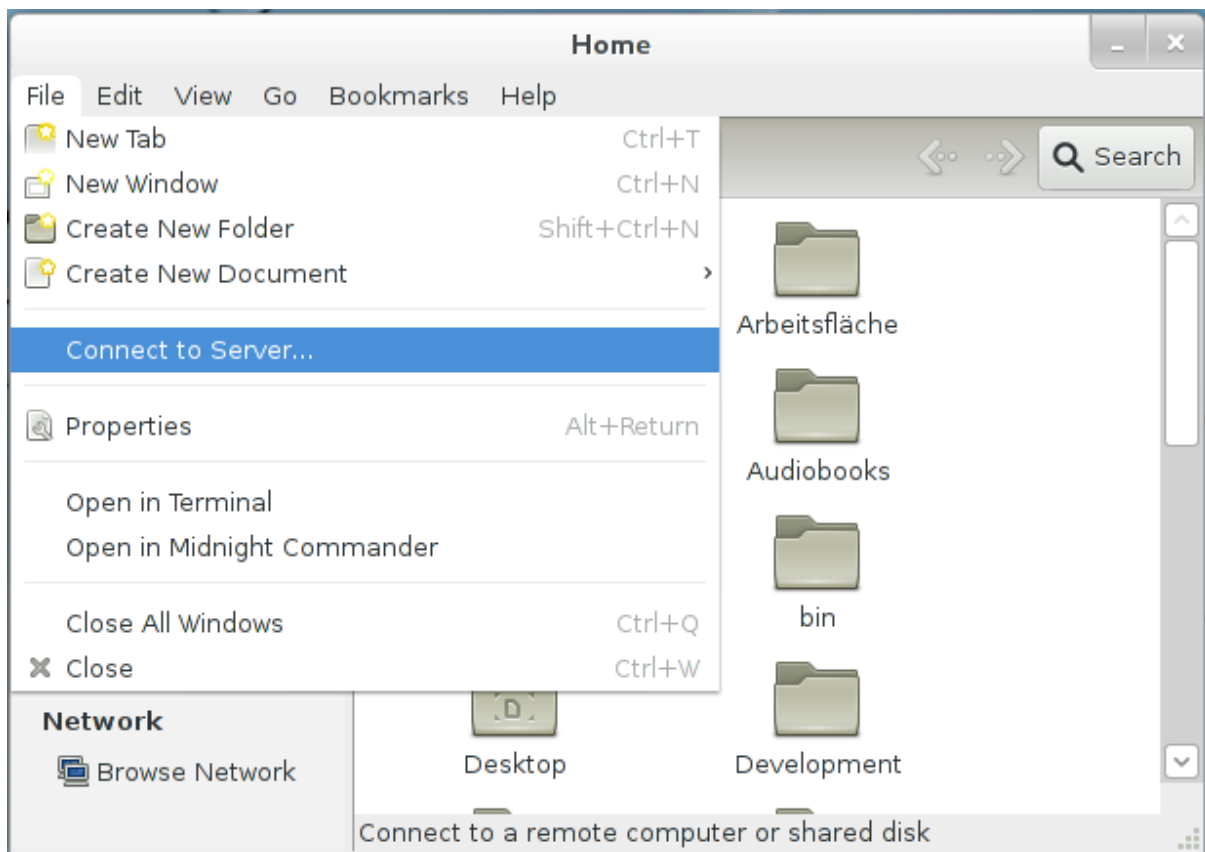 Home
File Edit View Go Bookmarks Help
New Tab Ctrl+T
New Window Ctrl+N
Create New Folder Shift+Ctrl+N
Create New Document
Connect to Server...
Properties Alt+Return
Open in Terminal
Open in Midnight Commander
Close All Windows Ctrl+Q
Close Ctrl+W
Search
Arbeitsfläche
Audiobooks
bin
Network
Browse Network
Desktop Development
Connect to a remote computer or shared disk